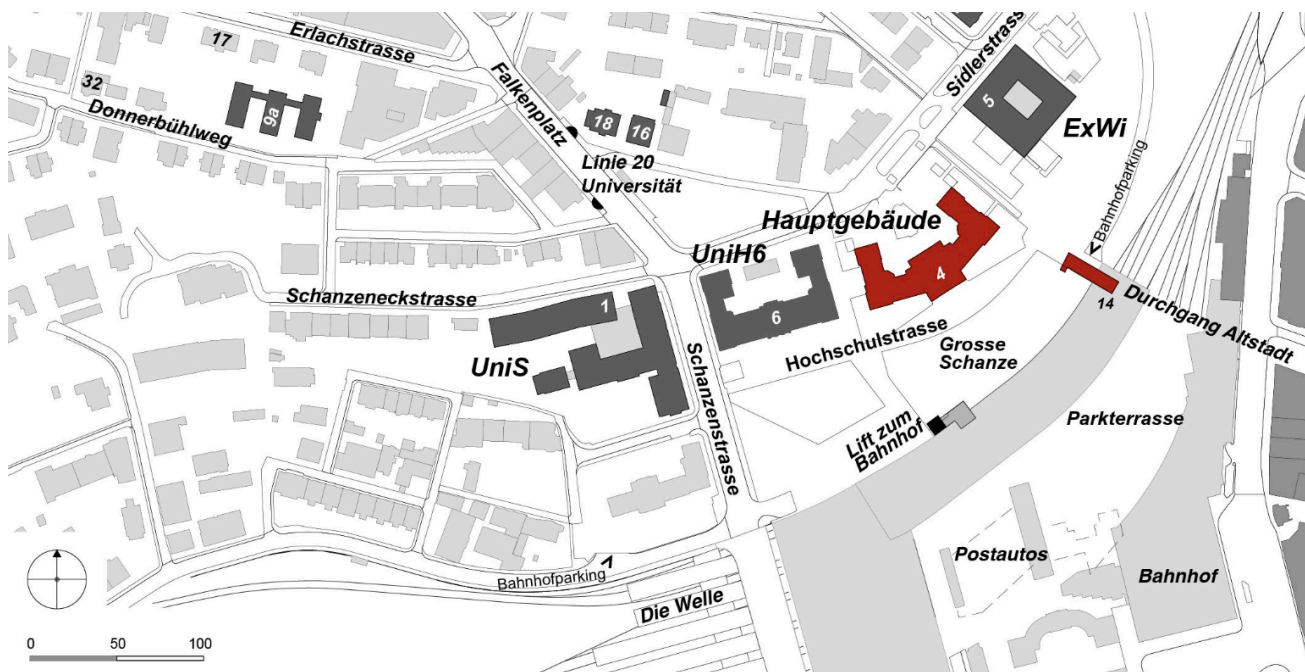 17
Erlachstrasse
32
Donnerbühlweg
9a
Falkenplatz
18
16
Linie 20
Universität
Sidlerstrasse
5
ExWi
Bahnhofparking
Hauptgebäude
4
UniH6
6
Schanzeneckstrasse
1
UniS
Schanzenstrasse
Hochschulstrasse
Grosse
Schanze
14
Durchgang Altstadt
Lift zum
Bahnhof
Parkterrasse
Postautos
Bahnhof
Bahnhofparking
Die Welle
0 50 100